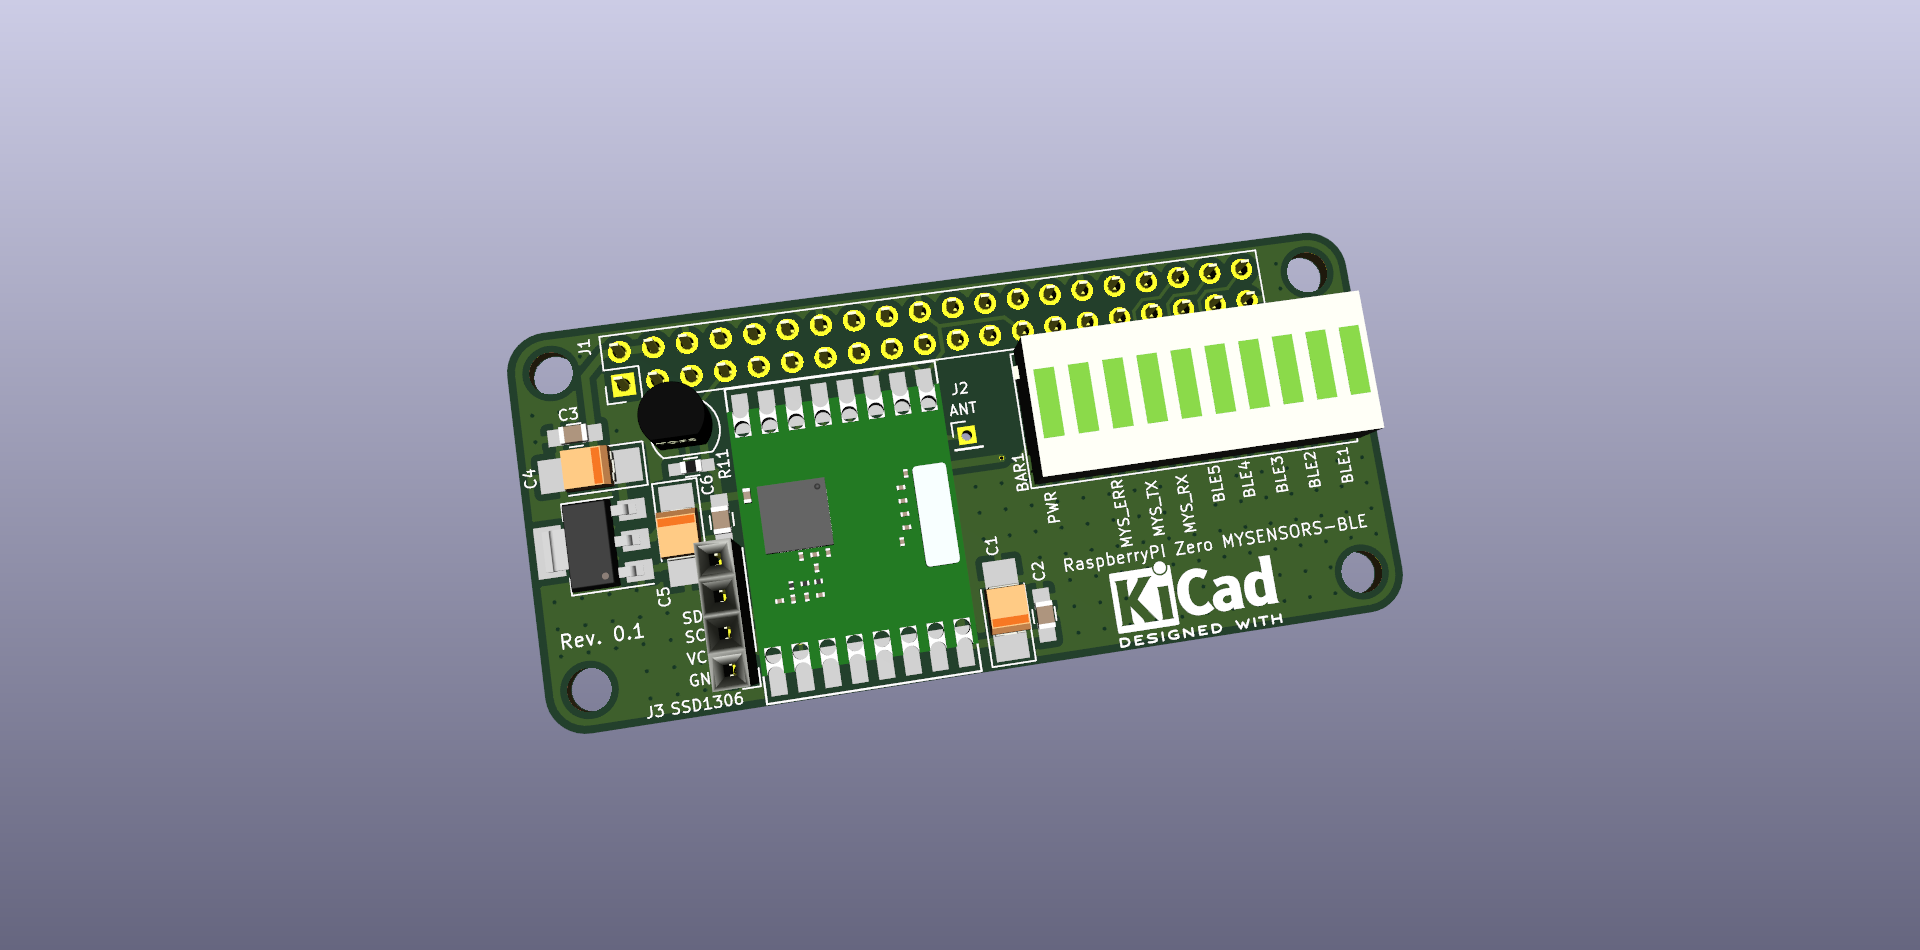 J1
C3
C4
R11
C6
J2
ANT
BAR1
PWR
MYS_ERR
MYS_TX
MYS_RX
BLE5
BLE4
BLE3
BLE2
BLE1
C5
C1
C2
RaspberryPI Zero MYSENSORS-BLE
KiCad
DESIGNED WITH
Rev. 0.1
SD
SC
VC
GN
J3 SSD1306